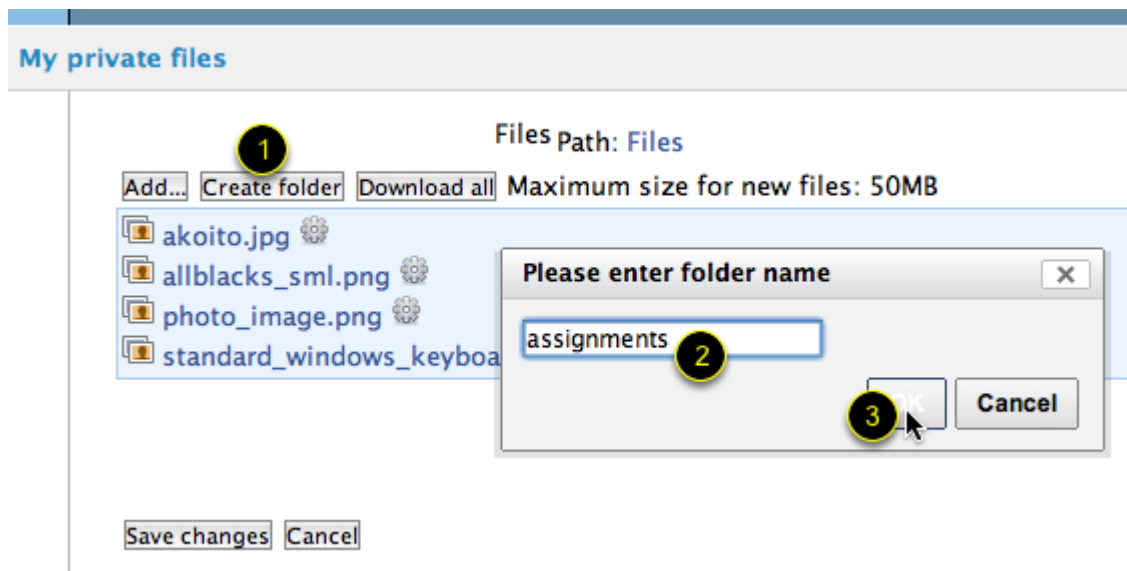 My private files
1
Files Path: Files
Add... Create folder Download all Maximum size for new files: 50MB
akoito.jpg
allblacks_sml.png
photo_image.png
standard_windows_keyboa
Please enter folder name
assignments
2
3
Cancel
Save changes Cancel